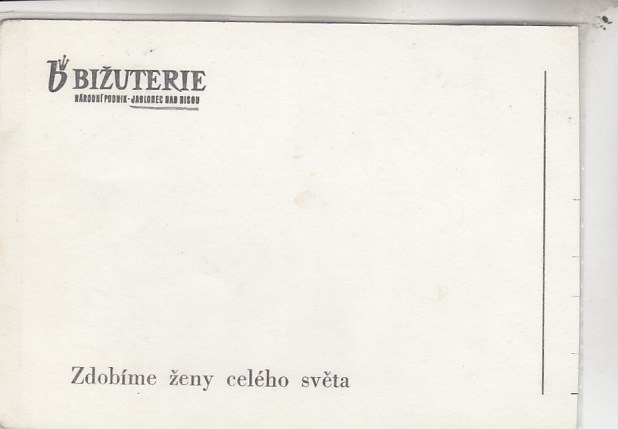 BIŽUTERIE
NÁRODNÍ PODNIK-JABLONEC NAD NISOU
Zdobíme ženy celého světa